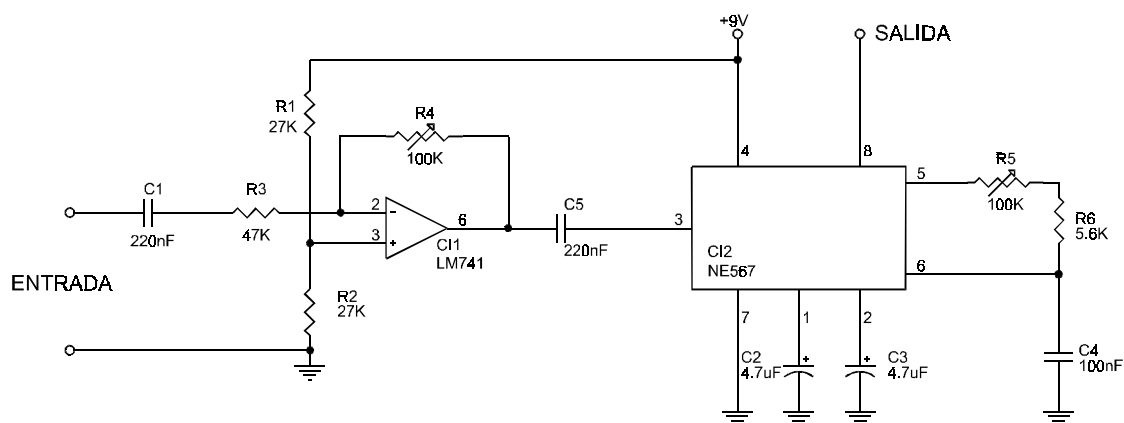 +9V
SALIDA
R1
27K
R4
100K
4
8
5
R5
100K
C1
220nF
R3
47K
2
-
3
+
6
CI1
LM741
C5
220nF
3
CI2
NE567
R6
5.6K
6
ENTRADA
R2
27K
7
1
2
C2
4.7uF
+
+
C3
4.7uF
C4
100nF